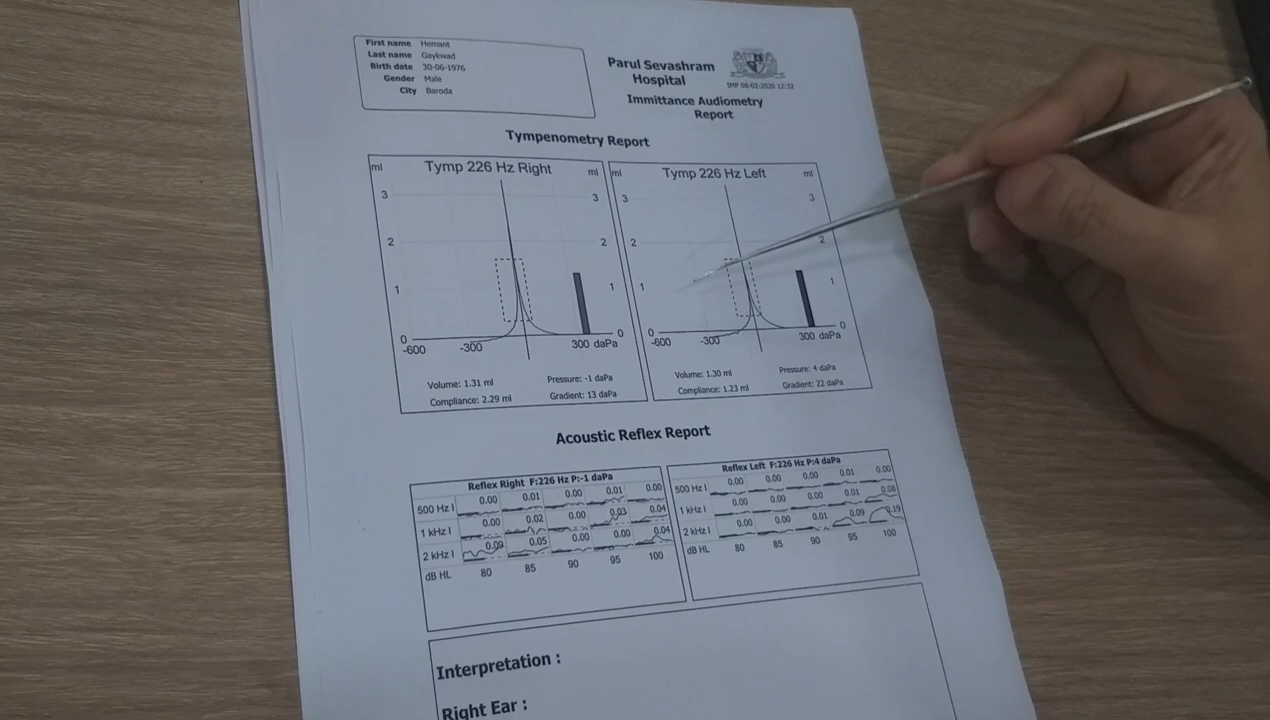 First name Hemant
Last name Gaykwad
Birth date 30-06-1976
Gender Male
City Baroda
Parul Sevashram
Hospital
IMP 08-02-2020 12:32
Immittance Audiometry
Report
Tympenometry Report
ml Tymp 226 Hz Right ml
3 3
2 2
1 1
0 0
-600 -300 300 daPa
Volume: 1.31 ml Pressure: -1 daPa
Compliance: 2.29 ml Gradient: 13 daPa
ml Tymp 226 Hz Left ml
3 3
2 2
1 1
0 0
-600 -300 300 daPa
Volume: 1.30 ml Pressure: 4 daPa
Compliance: 1.23 ml Gradient: 22 daPa
Acoustic Reflex Report
Reflex Right F:226 Hz P:-1 daPa
500 Hz I 0.00 0.01 0.00 0.01 0.00
1 kHz I 0.00 0.02 0.00 0.03 0.04
2 kHz I 0.09 0.05 0.00 0.00 0.04
dB HL 80 85 90 95 100
Reflex Left F:226 Hz P:4 daPa
500 Hz I 0.00 0.00 0.00 0.01 0.00
1 kHz I 0.00 0.00 0.00 0.01 0.08
2 kHz I 0.00 0.00 0.01 0.09 0.19
dB HL 80 85 90 95 100
Interpretation :
Right Ear :